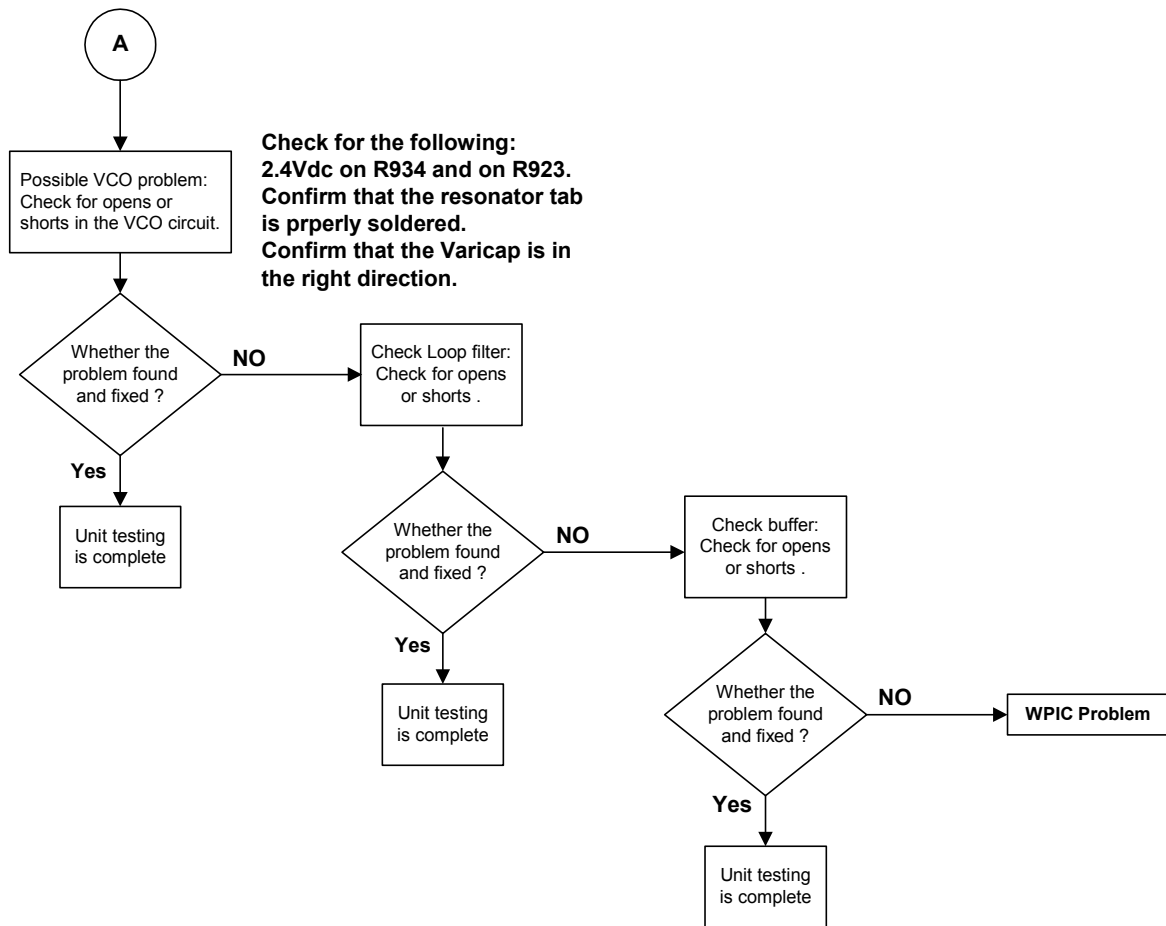 A
Possible VCO problem:
Check for opens or
shorts in the VCO circuit.
Check for the following:
2.4Vdc on R934 and on R923.
Confirm that the resonator tab
is prperly soldered.
Confirm that the Varicap is in
the right direction.
Whether the
problem found
and fixed ?
NO
Yes
Unit testing
is complete
Check Loop filter:
Check for opens
or shorts .
Whether the
problem found
and fixed ?
NO
Yes
Unit testing
is complete
Check buffer:
Check for opens
or shorts .
Whether the
problem found
and fixed ?
NO
Yes
Unit testing
is complete
WPIC Problem